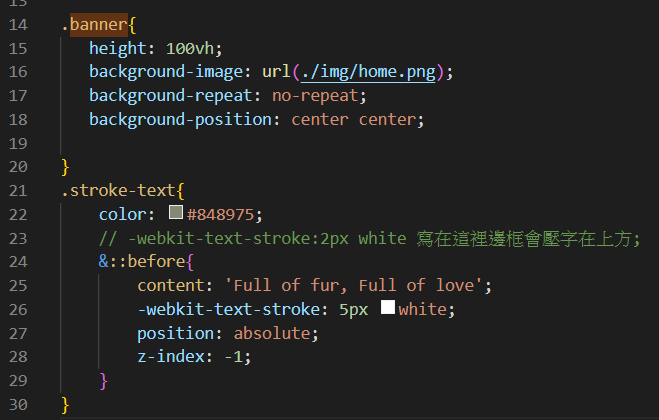 13
14 .banner{
15 height: 100vh;
16 background-image: url(./img/home.png);
17 background-repeat: no-repeat;
18 background-position: center center;
19
20 }
21 .stroke-text{
22 color: #848975;
23 // -webkit-text-stroke:2px white 寫在這裡邊框會壓字在上方;
24 &::before{
25 content: 'Full of fur, Full of love';
26 -webkit-text-stroke: 5px white;
27 position: absolute;
28 z-index: -1;
29 }
30 }